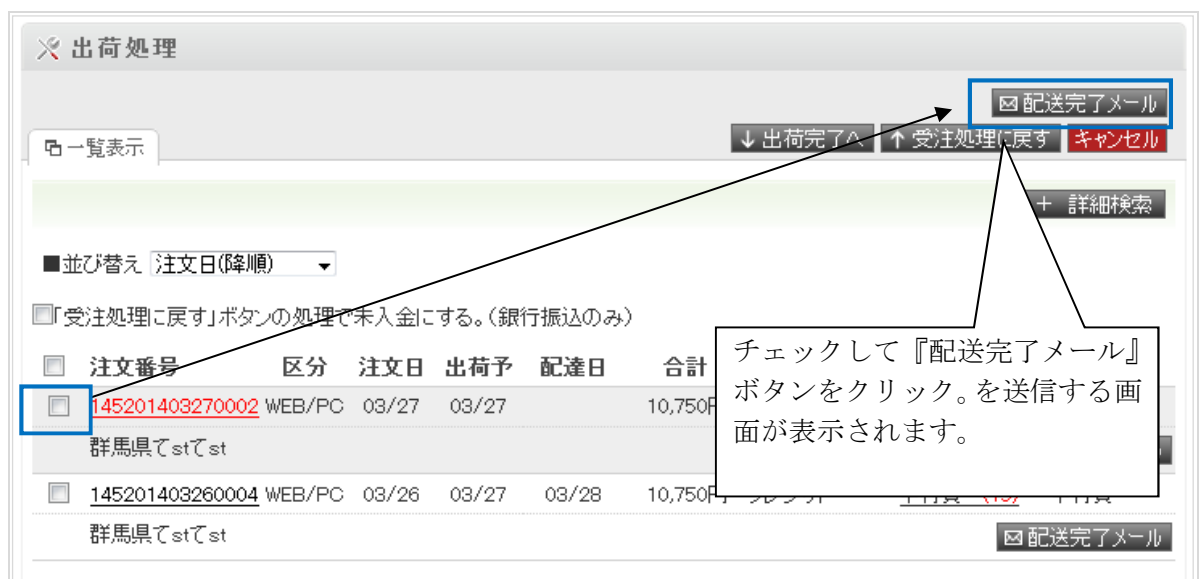 出荷処理
配送完了メール
一覧表示
↓出荷完了へ ↑受注処理に戻す キャンセル
+ 詳細検索
■並び替え 注文日(降順)
「受注処理に戻す」ボタンの処理で未入金にする。(銀行振込のみ)
注文番号 区分 注文日 出荷予 配達日 合計
チェックして『配送完了メール』
ボタンをクリック。を送信する画
面が表示されます。
145201403270002 WEB/PC 03/27 03/27 10,750円
群馬県てstてst
145201403260004 WEB/PC 03/26 03/27 03/28 10,750円
群馬県てstてst
配送完了メール